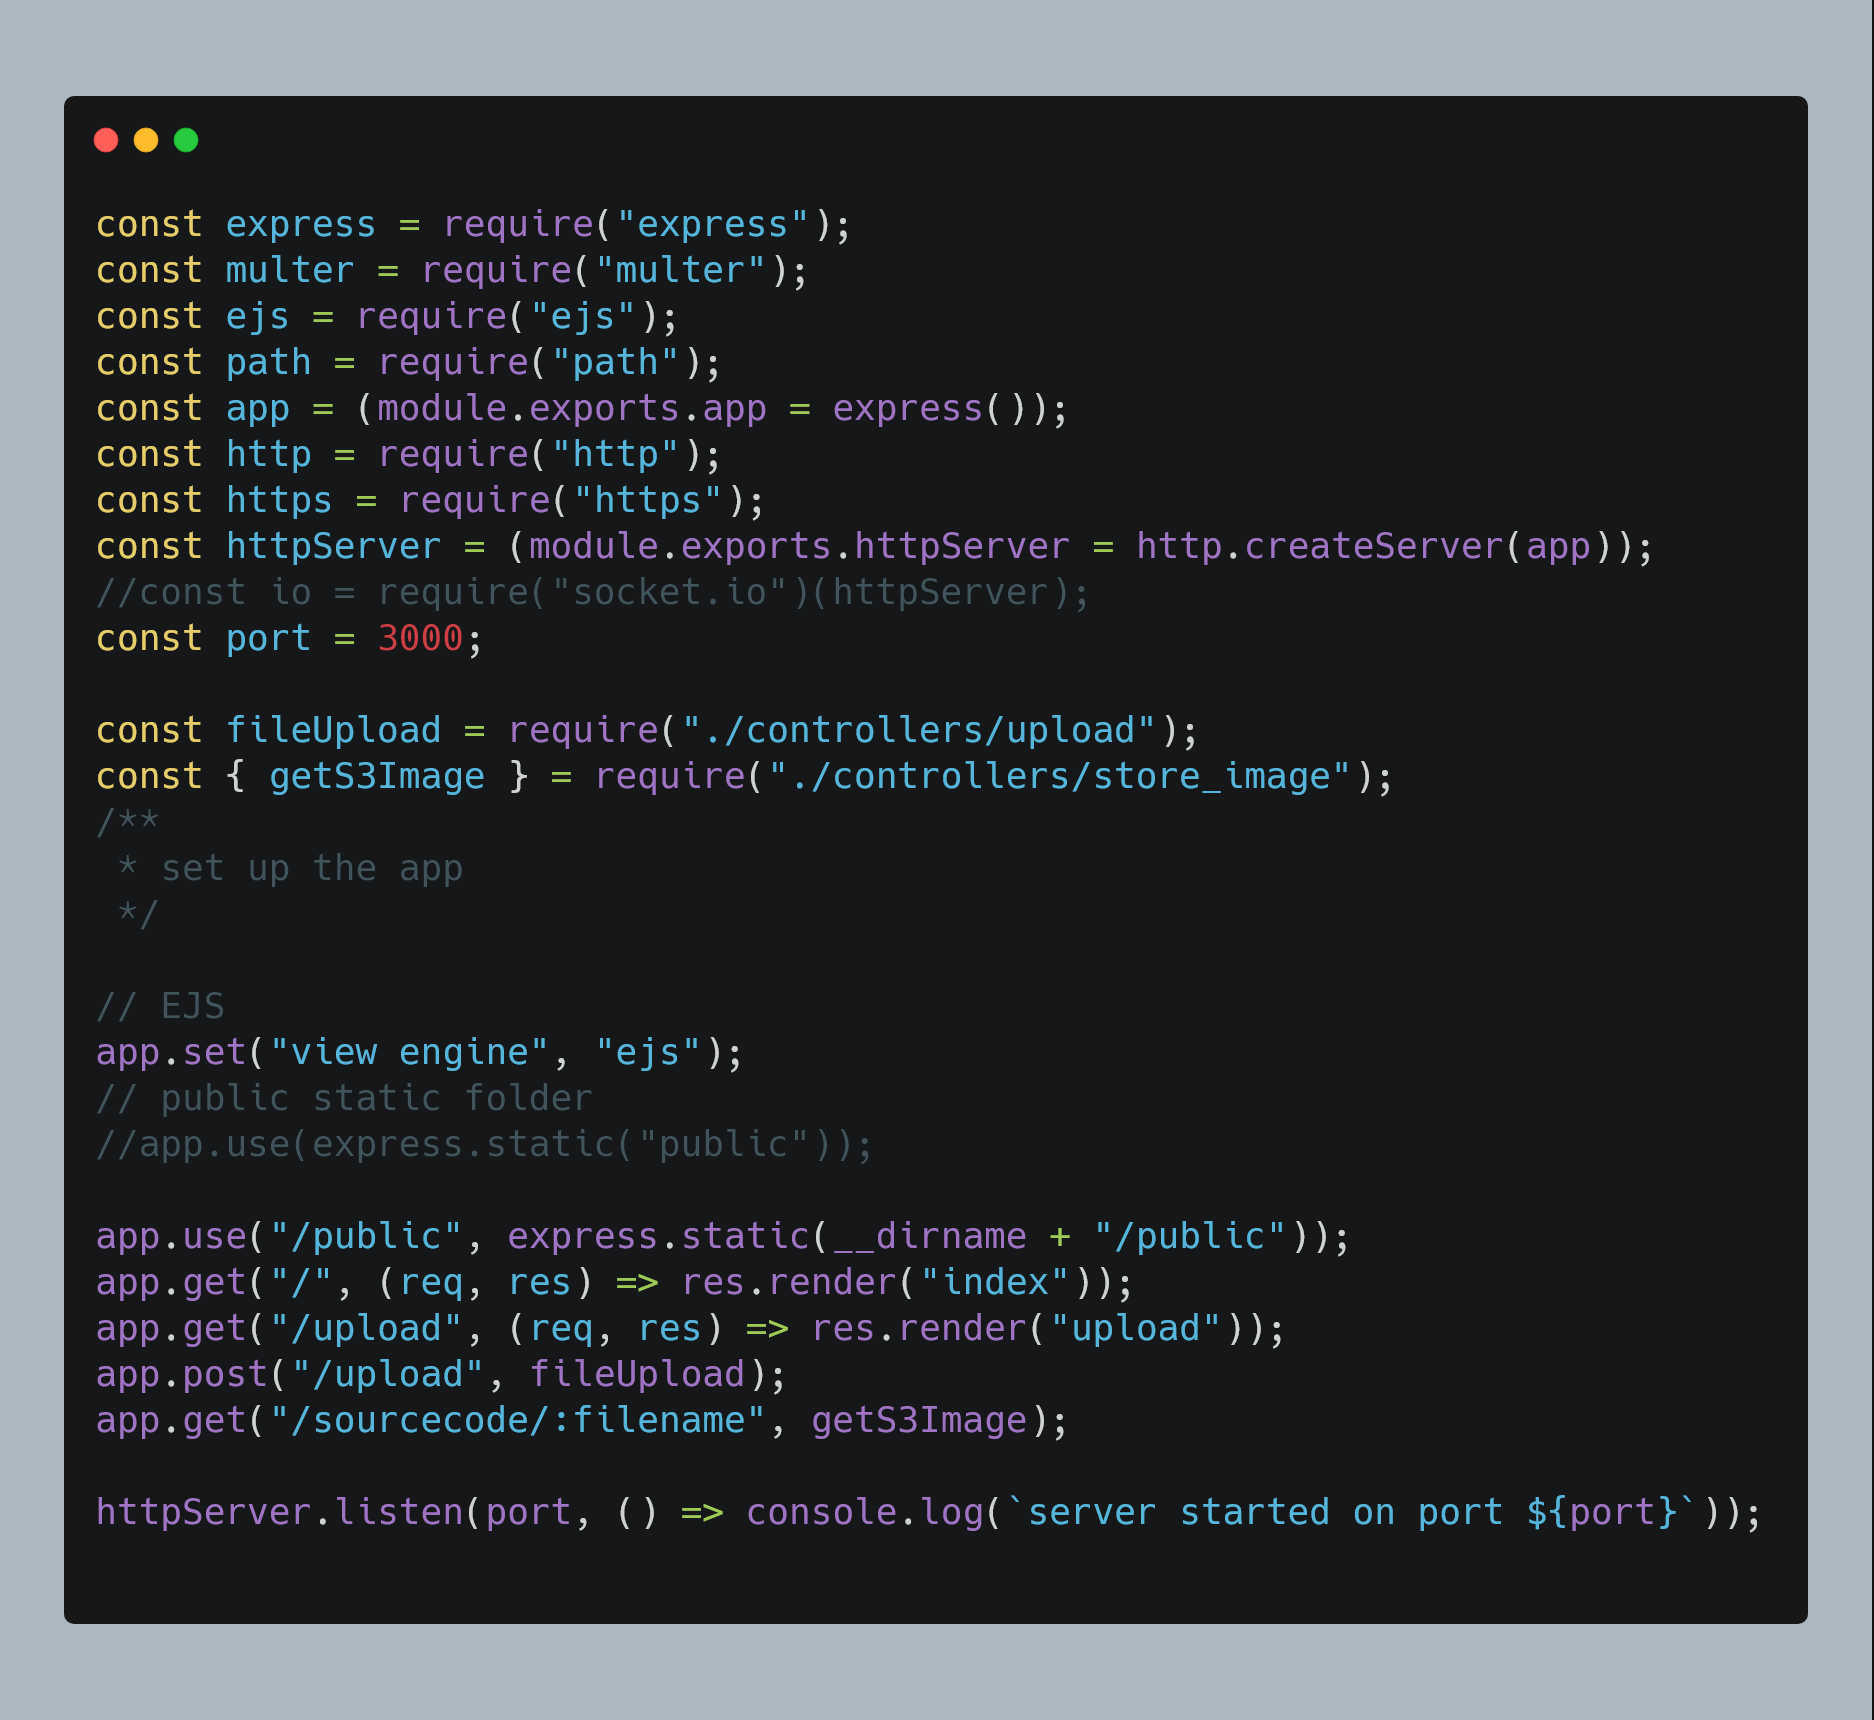 const express = require("express");
const multer = require("multer");
const ejs = require("ejs");
const path = require("path");
const app = (module.exports.app = express());
const http = require("http");
const https = require("https");
const httpServer = (module.exports.httpServer = http.createServer(app));
//const io = require("socket.io")(httpServer);
const port = 3000;

const fileUpload = require("./controllers/upload");
const { getS3Image } = require("./controllers/store_image");
/**
 * set up the app
 */

// EJS
app.set("view engine", "ejs");
// public static folder
//app.use(express.static("public"));

app.use("/public", express.static(__dirname + "/public"));
app.get("/", (req, res) => res.render("index"));
app.get("/upload", (req, res) => res.render("upload"));
app.post("/upload", fileUpload);
app.get("/sourcecode/:filename", getS3Image);

httpServer.listen(port, () => console.log(`server started on port ${port}`));